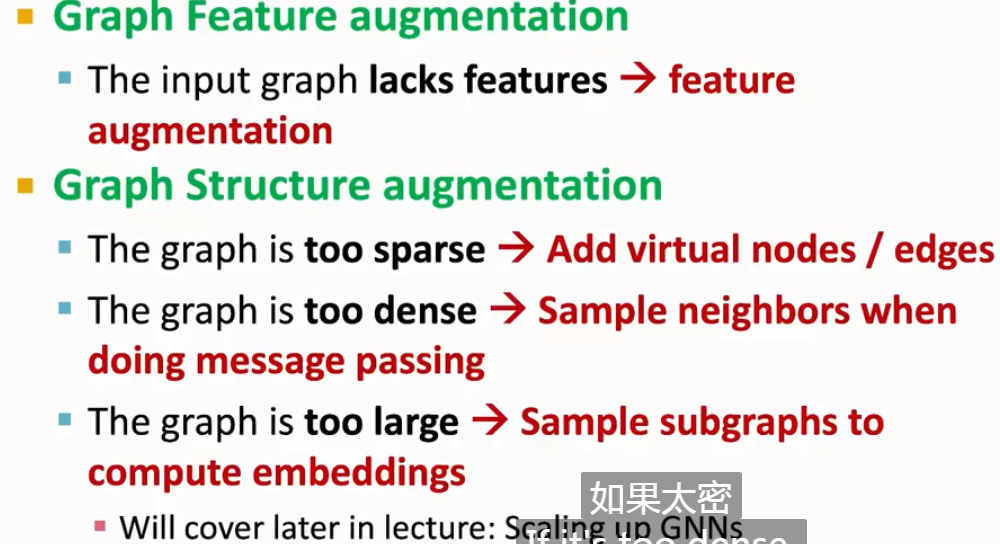 Graph Feature augmentation
The input graph lacks features → feature
augmentation
Graph Structure augmentation
The graph is too sparse → Add virtual nodes / edges
The graph is too dense → Sample neighbors when
doing message passing
The graph is too large → Sample subgraphs to
compute embeddings
如果太密
Will cover later in lecture: Scaling up GNNs
If it's too dense